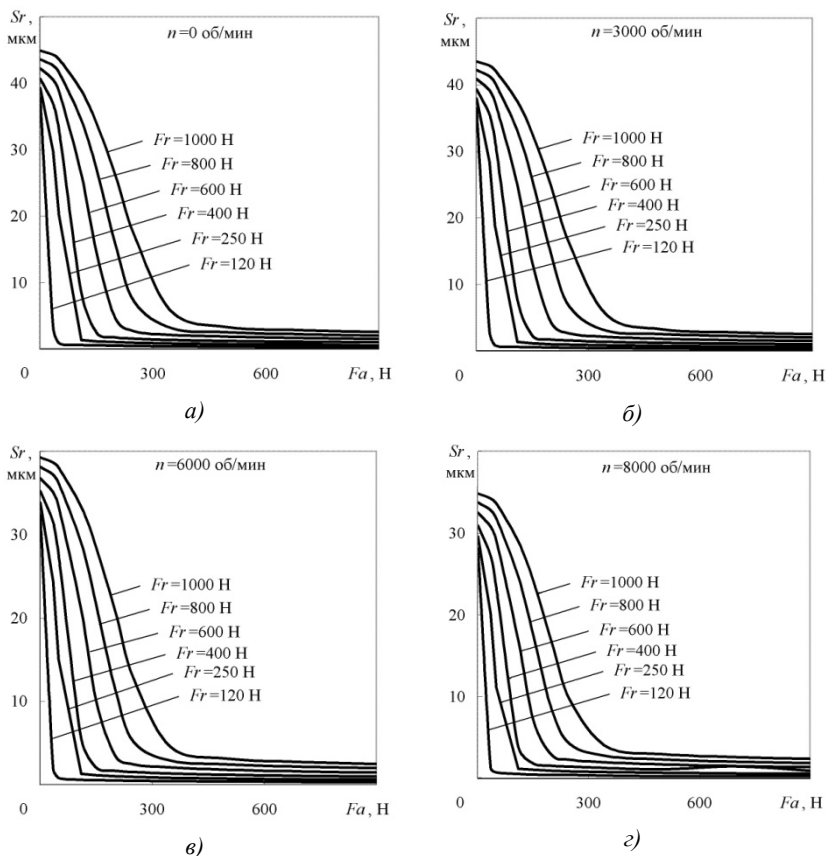 Sr,
мкм
n=0 об/мин
40
30
20
10
Fr=1000 Н
Fr=800 Н
Fr=600 Н
Fr=400 Н
Fr=250 Н
Fr=120 Н
0
300
600
Fa, Н
а)
Sr,
мкм
n=3000 об/мин
40
30
20
10
Fr=1000 Н
Fr=800 Н
Fr=600 Н
Fr=400 Н
Fr=250 Н
Fr=120 Н
0
300
600
Fa, Н
б)
Sr,
мкм
n=6000 об/мин
30
20
10
Fr=1000 Н
Fr=800 Н
Fr=600 Н
Fr=400 Н
Fr=250 Н
Fr=120 Н
0
300
600
Fa, Н
в)
Sr,
мкм
n=8000 об/мин
30
20
10
Fr=1000 Н
Fr=800 Н
Fr=600 Н
Fr=400 Н
Fr=250 Н
Fr=120 Н
0
300
600
Fa, Н
г)